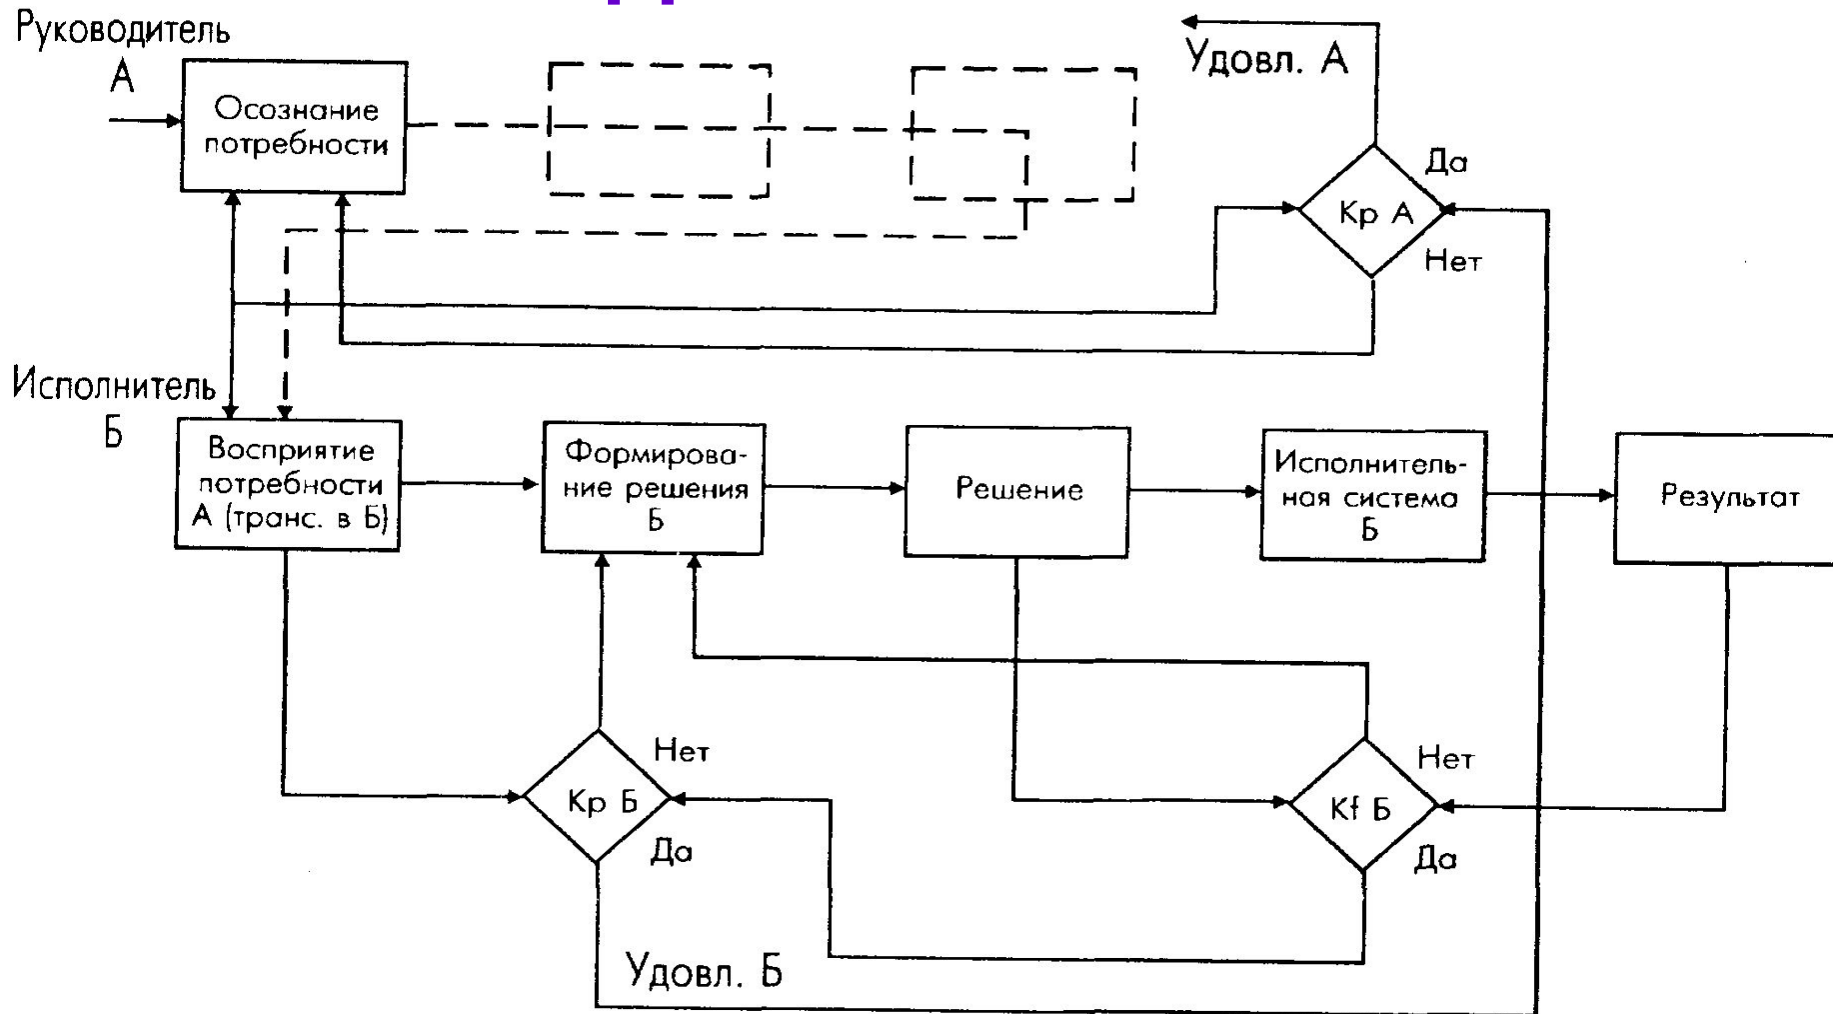 Руководитель
А
Удовл. А
Осознание
потребности
Да
Кр А
Нет
Исполнитель
Б
Восприятие
потребности
А (транс. в Б)
Формирова-
ние решения
Б
Решение
Исполнитель-
ная система
Б
Результат
Нет
Кр Б
Да
Нет
Kf Б
Да
Удовл. Б